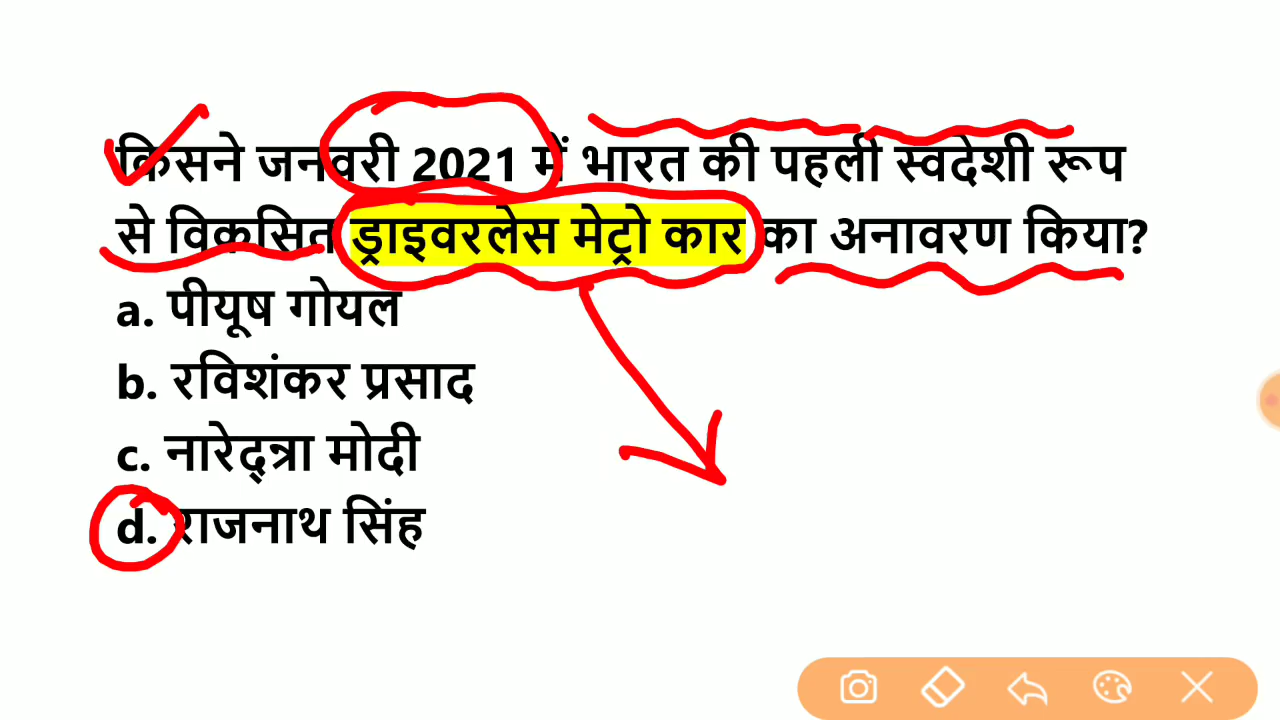 किसने जनवरी 2021 में भारत की पहली स्वदेशी रूप
से विकसित ड्राइवरलेस मेट्रो कार का अनावरण किया?
a. पीयूष गोयल
b. रविशंकर प्रसाद
c. नारेद्न्रा मोदी
d. राजनाथ सिंह